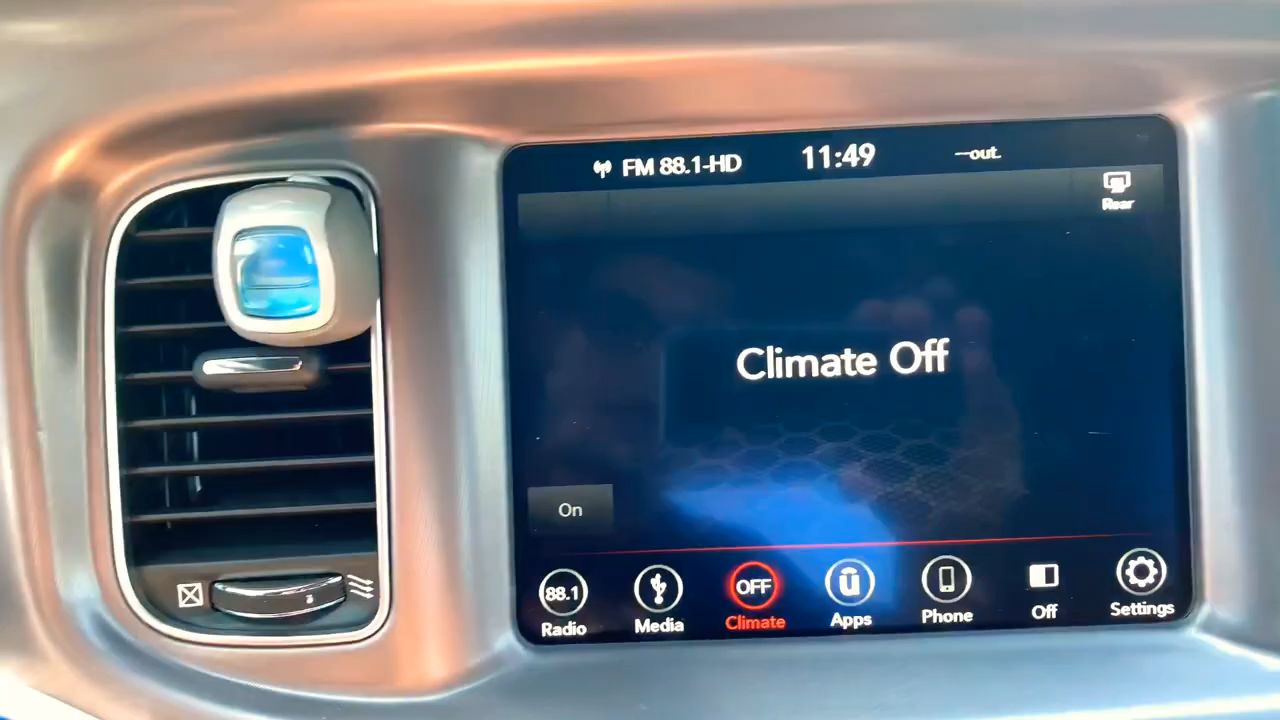 FM 88.1-HD 11:49 —out.
Rear
Climate Off
On
88.1 OFF
Radio Media Climate Apps Phone Off Settings